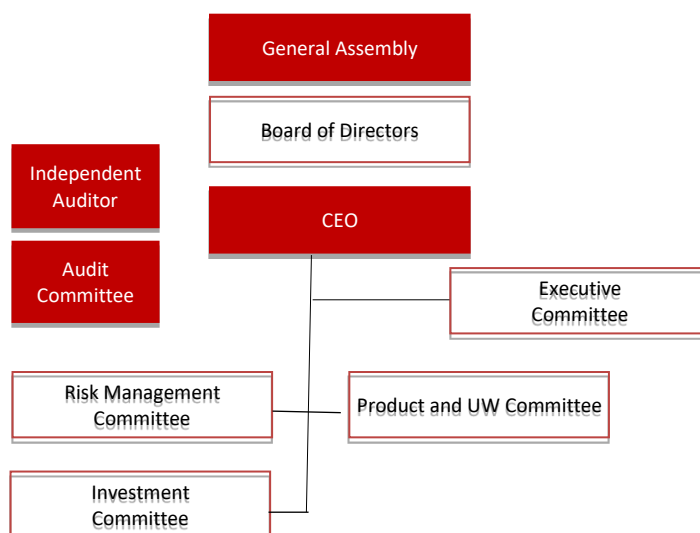 General Assembly
Board of Directors
Independent
Auditor
CEO
Audit
Committee
Executive
Committee
Risk Management
Committee
Product and UW Committee
Investment
Committee